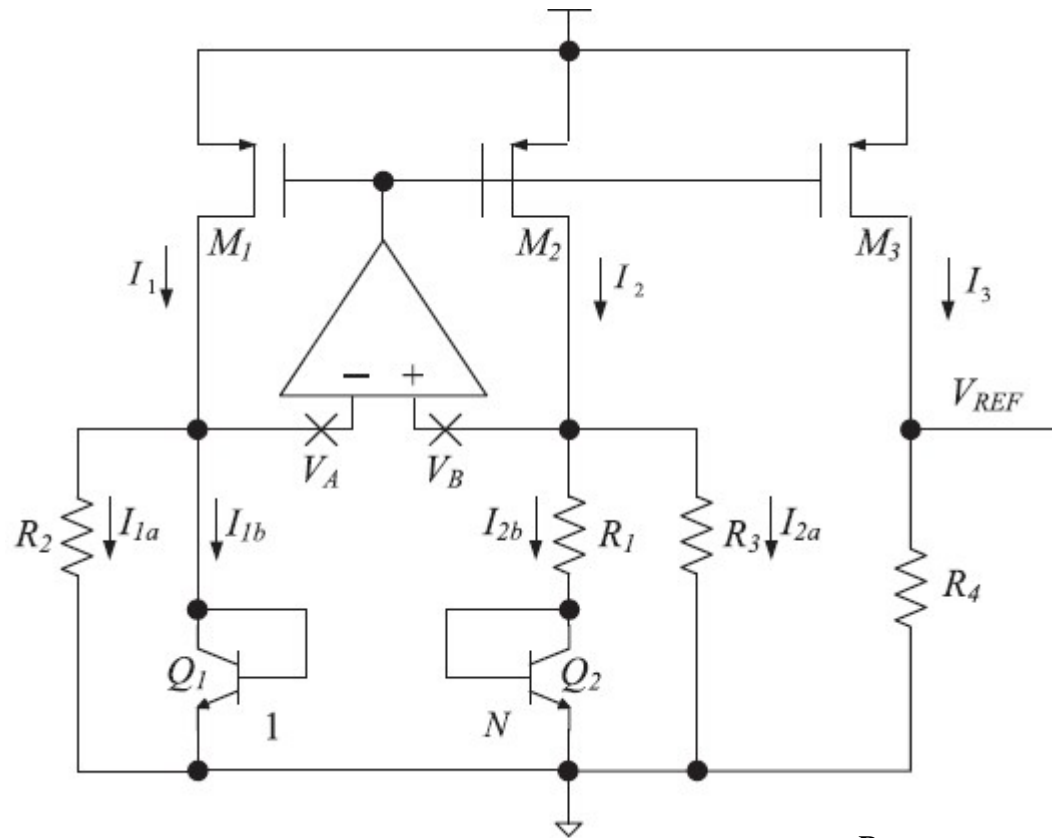 M1
M2
M3
I1
I2
I3
− +
VREF
VA
VB
R2
I1a
I1b
I2b
R1
R3
I2a
R4
Q1
Q2
1
N